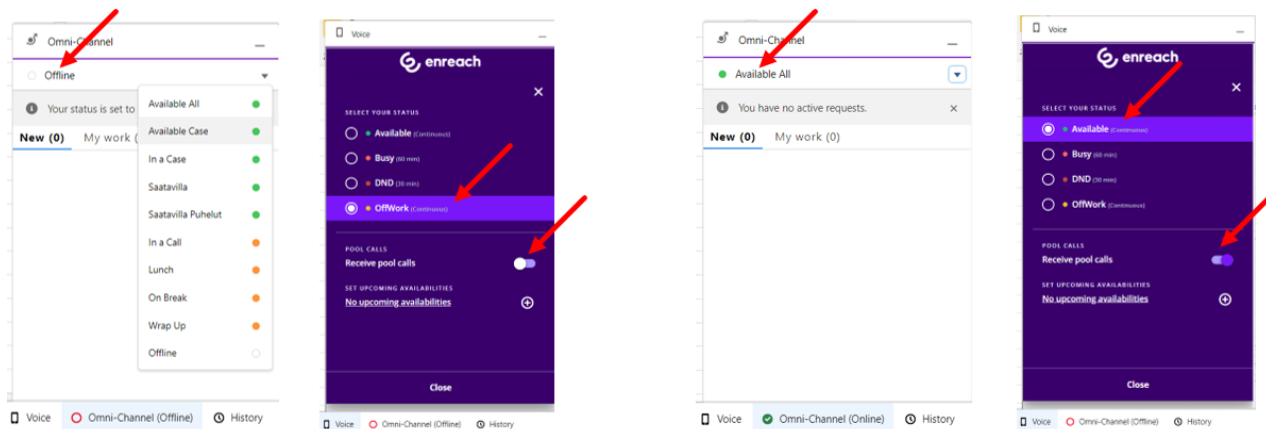 Omni-Channel
Offline
Your status is set to
New (0) My work (
Available All
Available Case
In a Case
Saatavilla
Saatavilla Puhelut
In a Call
Lunch
On Break
Wrap Up
Offline
Voice Omni-Channel (Offline) History
Voice
enreach
SELECT YOUR STATUS
Available (Continuous)
Busy (60 min)
DND (30 min)
OffWork (Continuous)
POOL CALLS
Receive pool calls
SET UPCOMING AVAILABILITIES
No upcoming availabilities
Close
Voice Omni-Channel (Offline) History
Omni-Channel
Available All
You have no active requests.
New (0) My work (0)
Voice Omni-Channel (Online) History
Voice
enreach
SELECT YOUR STATUS
Available (Continuous)
Busy (60 min)
DND (30 min)
OffWork (Continuous)
POOL CALLS
Receive pool calls
SET UPCOMING AVAILABILITIES
No upcoming availabilities
Close
Voice Omni-Channel (Offline) History